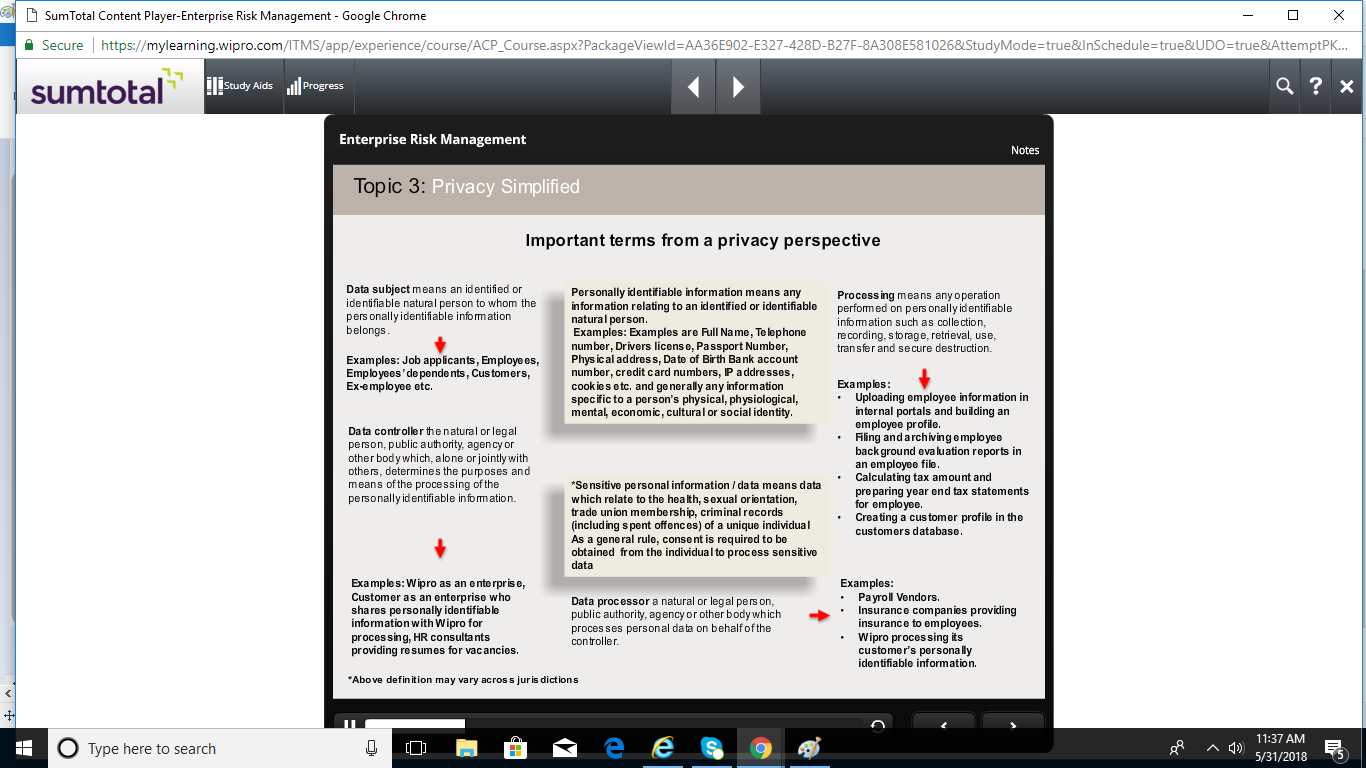 SumTotal Content Player-Enterprise Risk Management - Google Chrome
Secure
https://mylearning.wipro.com/ITMS/app/experience/course/ACP_Course.aspx?PackageViewId=AA36E902-E327-428D-B27F-8A308E581026&StudyMode=true&InSchedule=true&UDO=true&AttemptPK...
sumtotal
Study Aids
Progress
Enterprise Risk Management
Notes
Topic 3: Privacy Simplified
Important terms from a privacy perspective
Data subject means an identified or
identifiable natural person to whom the
personally identifiable information
belongs.
Examples: Job applicants, Employees,
Employees' dependents, Customers,
Ex-employee etc.
Data controller the natural or legal
person, public authority, agency or
other body which, alone or jointly with
others, determines the purposes and
means of the processing of the
personally identifiable information.
Examples: Wipro as an enterprise,
Customer as an enterprise who
shares personally identifiable
information with Wipro for
processing, HR consultants
providing resumes for vacancies.
*Above definition may vary across jurisdictions
Personally identifiable information means any
information relating to an identified or identifiable
natural person.
Examples: Examples are Full Name, Telephone
number, Drivers license, Passport Number,
Physical address, Date of Birth Bank account
number, credit card numbers, IP addresses,
cookies etc. and generally any information
specific to a person's physical, physiological,
mental, economic, cultural or social identity.
*Sensitive personal information / data means data
which relate to the health, sexual orientation,
trade union membership, criminal records
(including spent offences) of a unique individual
As a general rule, consent is required to be
obtained from the individual to process sensitive
data
Data processor a natural or legal person,
public authority, agency or other body which
processes personal data on behalf of the
controller.
Processing means any operation
performed on personally identifiable
information such as collection,
recording, storage, retrieval, use,
transfer and secure destruction.
Examples:
• Uploading employee information in
internal portals and building an
employee profile.
• Filing and archiving employee
background evaluation reports in
an employee file.
• Calculating tax amount and
preparing year end tax statements
for employee.
• Creating a customer profile in the
customers database.
Examples:
• Payroll Vendors.
• Insurance companies providing
insurance to employees.
• Wipro processing its
customer's personally
identifiable information.
Type here to search
11:37 AM
5/31/2018
5